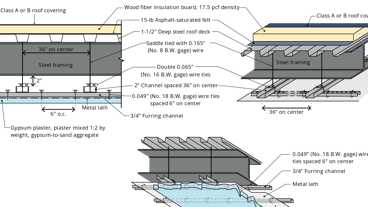 Class A or B roof covering
Wood-fiber insulation board, 17.5 pcf density
15-lb Asphalt-saturated felt
1-1/2" Deep steel roof deck
Saddle tied with 0.165"
(No. 8 B.W. gage) wire
Double 0.065"
(No. 16 B.W. gage) wire ties
2" Channel spaced 36" on center
0.049" (No. 18 B.W. gage) wire ties
spaced 6" on center
3/4" Furring channel
36" on center
Steel framing
2"
6" o.c.
Metal lath
Gypsum plaster, plaster mixed 1:2 by
weight, gypsum-to-sand aggregate
Class A or B roof cov
Steel framing
36" on center
0.049" (No. 18 B.W. gage) wire
ties spaced 6" on center
3/4" Furring channel
Metal lath